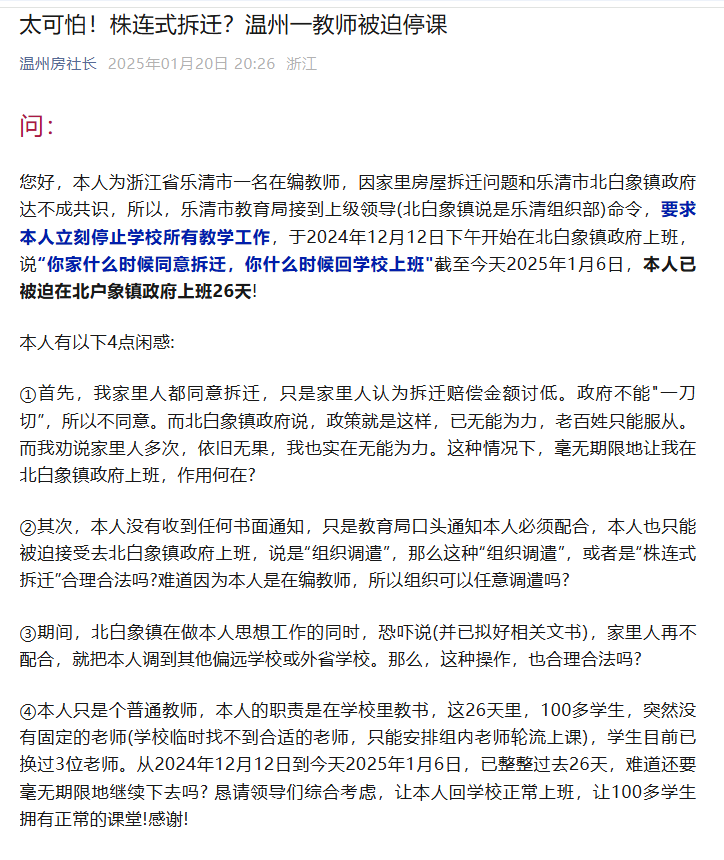 太可怕！株连式拆迁？温州一教师被迫停课
温州房社长 2025年01月20日 20:26 浙江
问：
您好，本人为浙江省乐清市一名在编教师，因家里房屋拆迁问题和乐清市北白象镇政府
达不成共识，所以，乐清市教育局接到上级领导(北白象镇说是乐清组织部)命令，要求
本人立刻停止学校所有教学工作，于2024年12月12日下午开始在北白象镇政府上班，
说“你家什么时候同意拆迁，你什么时候回学校上班"截至今天2025年1月6日，本人已
被迫在北户象镇政府上班26天!
本人有以下4点闲惑:
①首先，我家里人都同意拆迁，只是家里人认为拆迁赔偿金额讨低。政府不能"一刀
切”，所以不同意。而北白象镇政府说，政策就是这样，已无能为力，老百姓只能服从。
而我劝说家里人多次，依旧无果，我也实在无能为力。这种情况下，毫无期限地让我在
北白象镇政府上班，作用何在?
②其次，本人没有收到任何书面通知，只是教育局口头通知本人必须配合，本人也只能
被迫接受去北白象镇政府上班，说是“组织调遣”，那么这种“组织调遣”，或者是“株连式
拆迁”合理合法吗?难道因为本人是在编教师，所以组织可以任意调遣吗?
③期间，北白象镇在做本人思想工作的同时，恐吓说(并已拟好相关文书)，家里人再不
配合，就把本人调到其他偏远学校或外省学校。那么，这种操作，也合理合法吗?
④本人只是个普通教师，本人的职责是在学校里教书，这26天里，100多学生，突然没
有固定的老师(学校临时找不到合适的老师，只能安排组内老师轮流上课)，学生目前已
换过3位老师。从2024年12月12日到今天2025年1月6日，已整整过去26天，难道还要
毫无期限地继续下去吗? 恳请领导们综合考虑，让本人回学校正常上班，让100多学生
拥有正常的课堂!感谢!